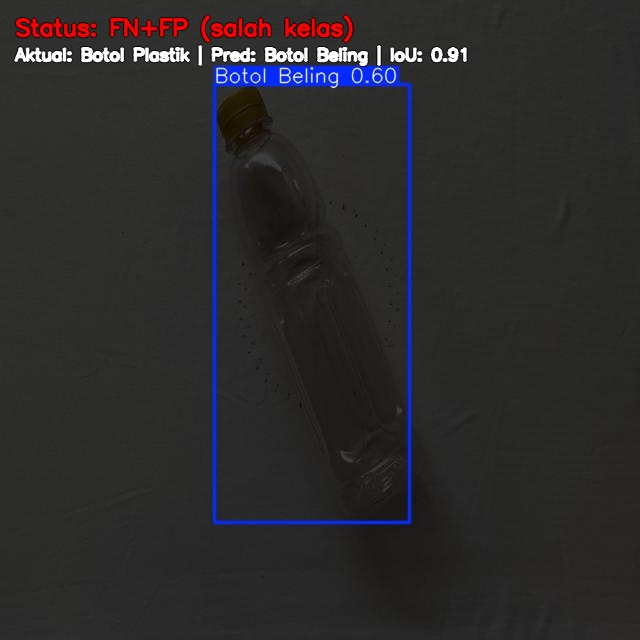 Status: FN+FP (salah kelas)
Aktual: Botol Plastik | Pred: Botol Beling | IoU: 0.91
Botol Beling 0.60